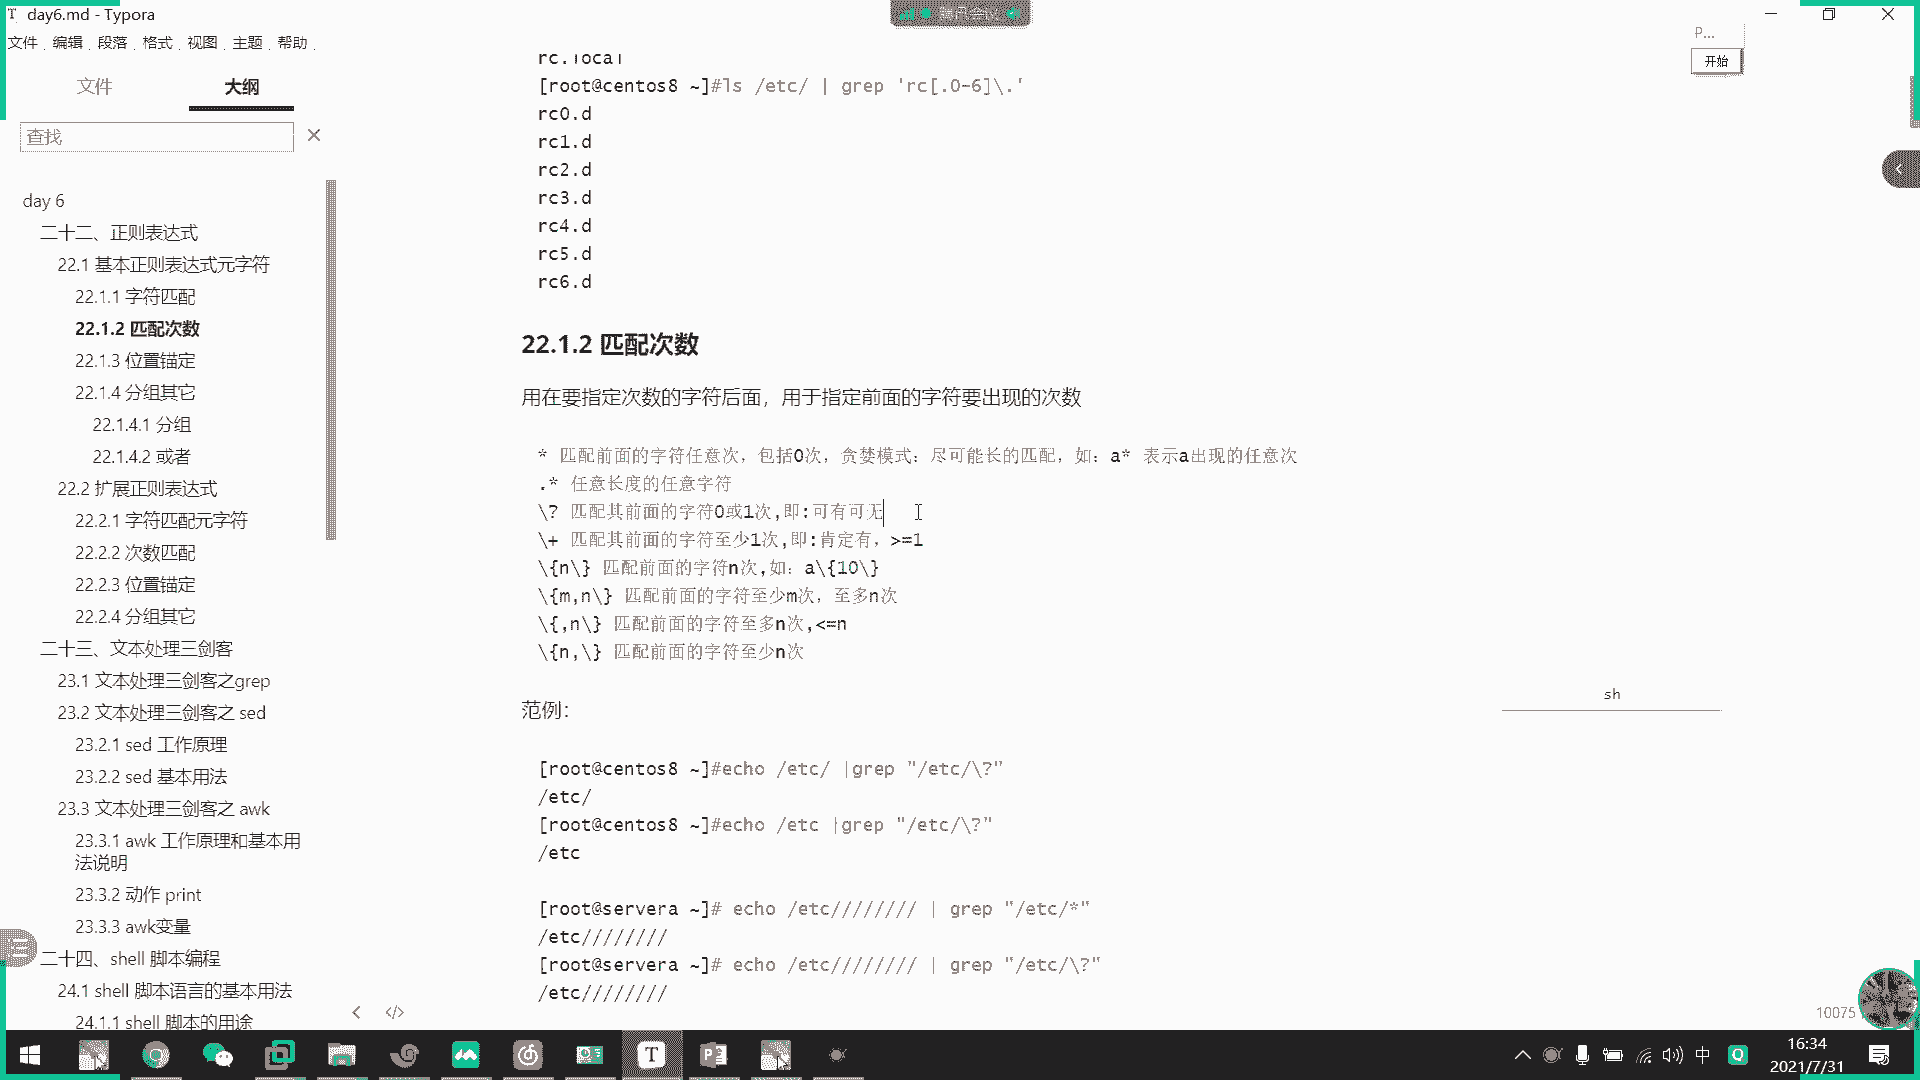 day6.md - Typora
腾讯会议
文件 编辑 段落 格式 视图 主题 帮助
P...
开始
文件 大纲
查找
day 6
二十二、正则表达式
22.1 基本正则表达式元字符
22.1.1 字符匹配
22.1.2 匹配次数
22.1.3 位置锚定
22.1.4 分组其它
22.1.4.1 分组
22.1.4.2 或者
22.2 扩展正则表达式
22.2.1 字符匹配元字符
22.2.2 次数匹配
22.2.3 位置锚定
22.2.4 分组其它
二十三、文本处理三剑客
23.1 文本处理三剑客之grep
23.2 文本处理三剑客之 sed
23.2.1 sed 工作原理
23.2.2 sed 基本用法
23.3 文本处理三剑客之 awk
23.3.1 awk 工作原理和基本用
法说明
23.3.2 动作 print
23.3.3 awk变量
二十四、shell 脚本编程
24.1 shell 脚本语言的基本用法
24.1.1 shell 脚本的用途
rc.local
[root@centos8 ~]#ls /etc/ | grep 'rc[.0-6]\.'
rc0.d
rc1.d
rc2.d
rc3.d
rc4.d
rc5.d
rc6.d
22.1.2 匹配次数
用在要指定次数的字符后面，用于指定前面的字符要出现的次数
* 匹配前面的字符任意次，包括0次，贪婪模式：尽可能长的匹配，如：a* 表示a出现的任意次
.* 任意长度的任意字符
\? 匹配其前面的字符0或1次,即:可有可无
\+ 匹配其前面的字符至少1次,即:肯定有，>=1
\{n\} 匹配前面的字符n次,如：a\{10\}
\{m,n\} 匹配前面的字符至少m次，至多n次
\{,n\} 匹配前面的字符至多n次,<=n
\{n,\} 匹配前面的字符至少n次
sh
范例：
[root@centos8 ~]#echo /etc/ |grep "/etc/\?"
/etc/
[root@centos8 ~]#echo /etc |grep "/etc/\?"
/etc
[root@servera ~]# echo /etc//////// | grep "/etc/*"
/etc////////
[root@servera ~]# echo /etc//////// | grep "/etc/\?"
/etc////////
10075
中
16:34
2021/7/31